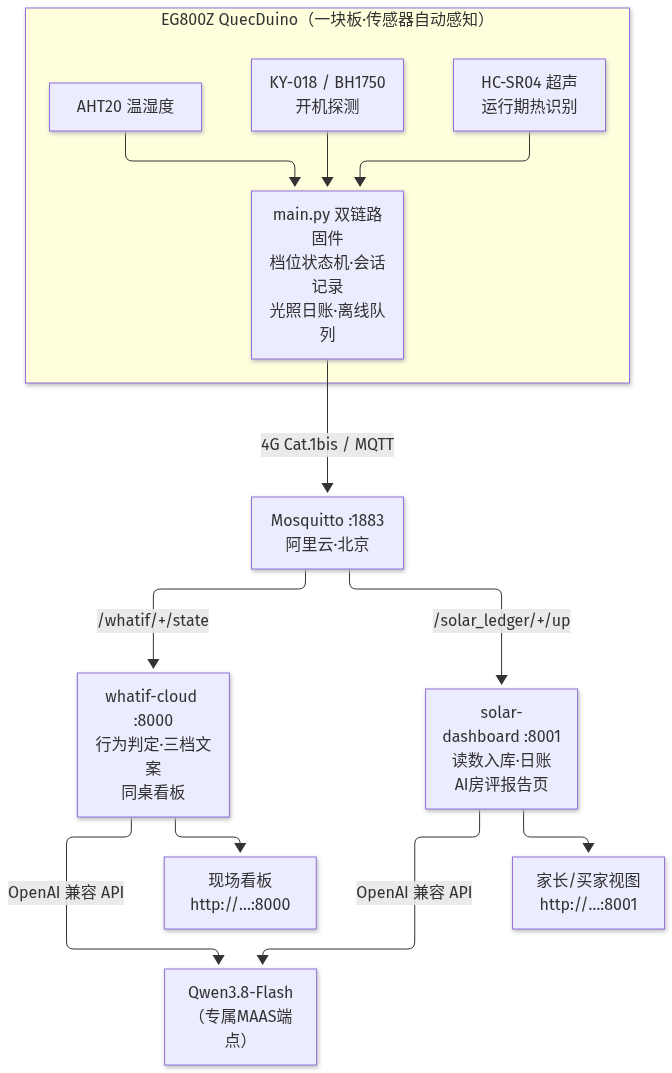 EG800Z QuecDuino（一块板·传感器自动感知）
AHT20 温湿度
KY-018 / BH1750
开机探测
HC-SR04 超声
运行期热识别
main.py 双链路
固件
档位状态机·会话
记录
光照日账·离线队
列
4G Cat.1bis / MQTT
Mosquitto :1883
阿里云·北京
/whatif/+/state
/solar_ledger/+/up
whatif-cloud
:8000
行为判定·三档文
案
同桌看板
solar-
dashboard :8001
读数入库·日账
AI房评报告页
OpenAI 兼容 API
现场看板
http://...:8000
OpenAI 兼容 API
家长/买家视图
http://...:8001
Qwen3.8-Flash
（专属MAAS端
点）